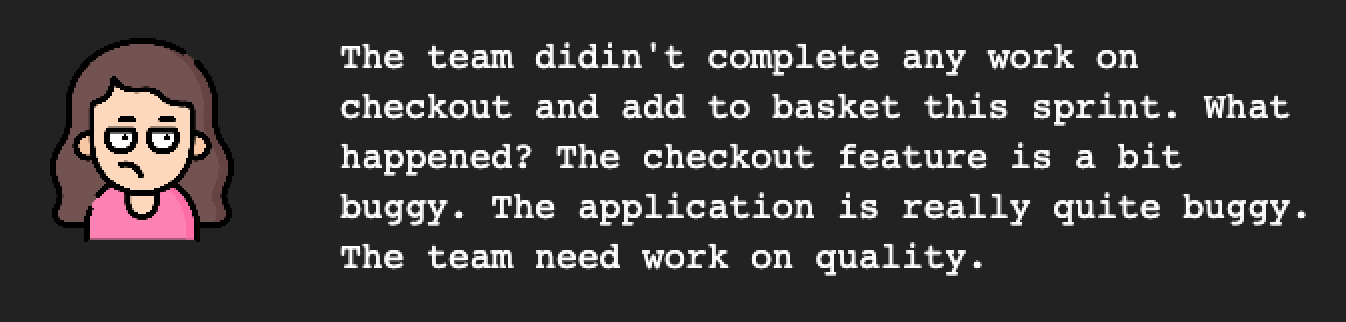 The team didin't complete any work on
checkout and add to basket this sprint. What
happened? The checkout feature is a bit
buggy. The application is really quite buggy.
The team need work on quality.